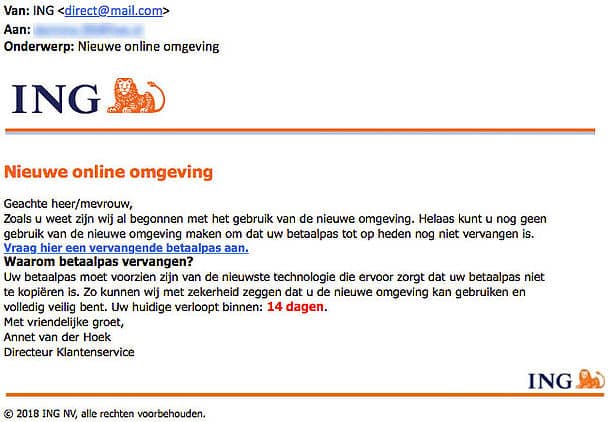 Van: ING <direct@mail.com>
Aan:
Onderwerp: Nieuwe online omgeving
ING
Nieuwe online omgeving
Geachte heer/mevrouw,
Zoals u weet zijn wij al begonnen met het gebruik van de nieuwe omgeving. Helaas kunt u nog geen
gebruik van de nieuwe omgeving maken om dat uw betaalpas tot op heden nog niet vervangen is.
Vraag hier een vervangende betaalpas aan.
Waarom betaalpas vervangen?
Uw betaalpas moet voorzien zijn van de nieuwste technologie die ervoor zorgt dat uw betaalpas niet
te kopiëren is. Zo kunnen wij met zekerheid zeggen dat u de nieuwe omgeving kan gebruiken en
volledig veilig bent. Uw huidige verloopt binnen: 14 dagen.
Met vriendelijke groet,
Annet van der Hoek
Directeur Klantenservice
ING
© 2018 ING NV, alle rechten voorbehouden.